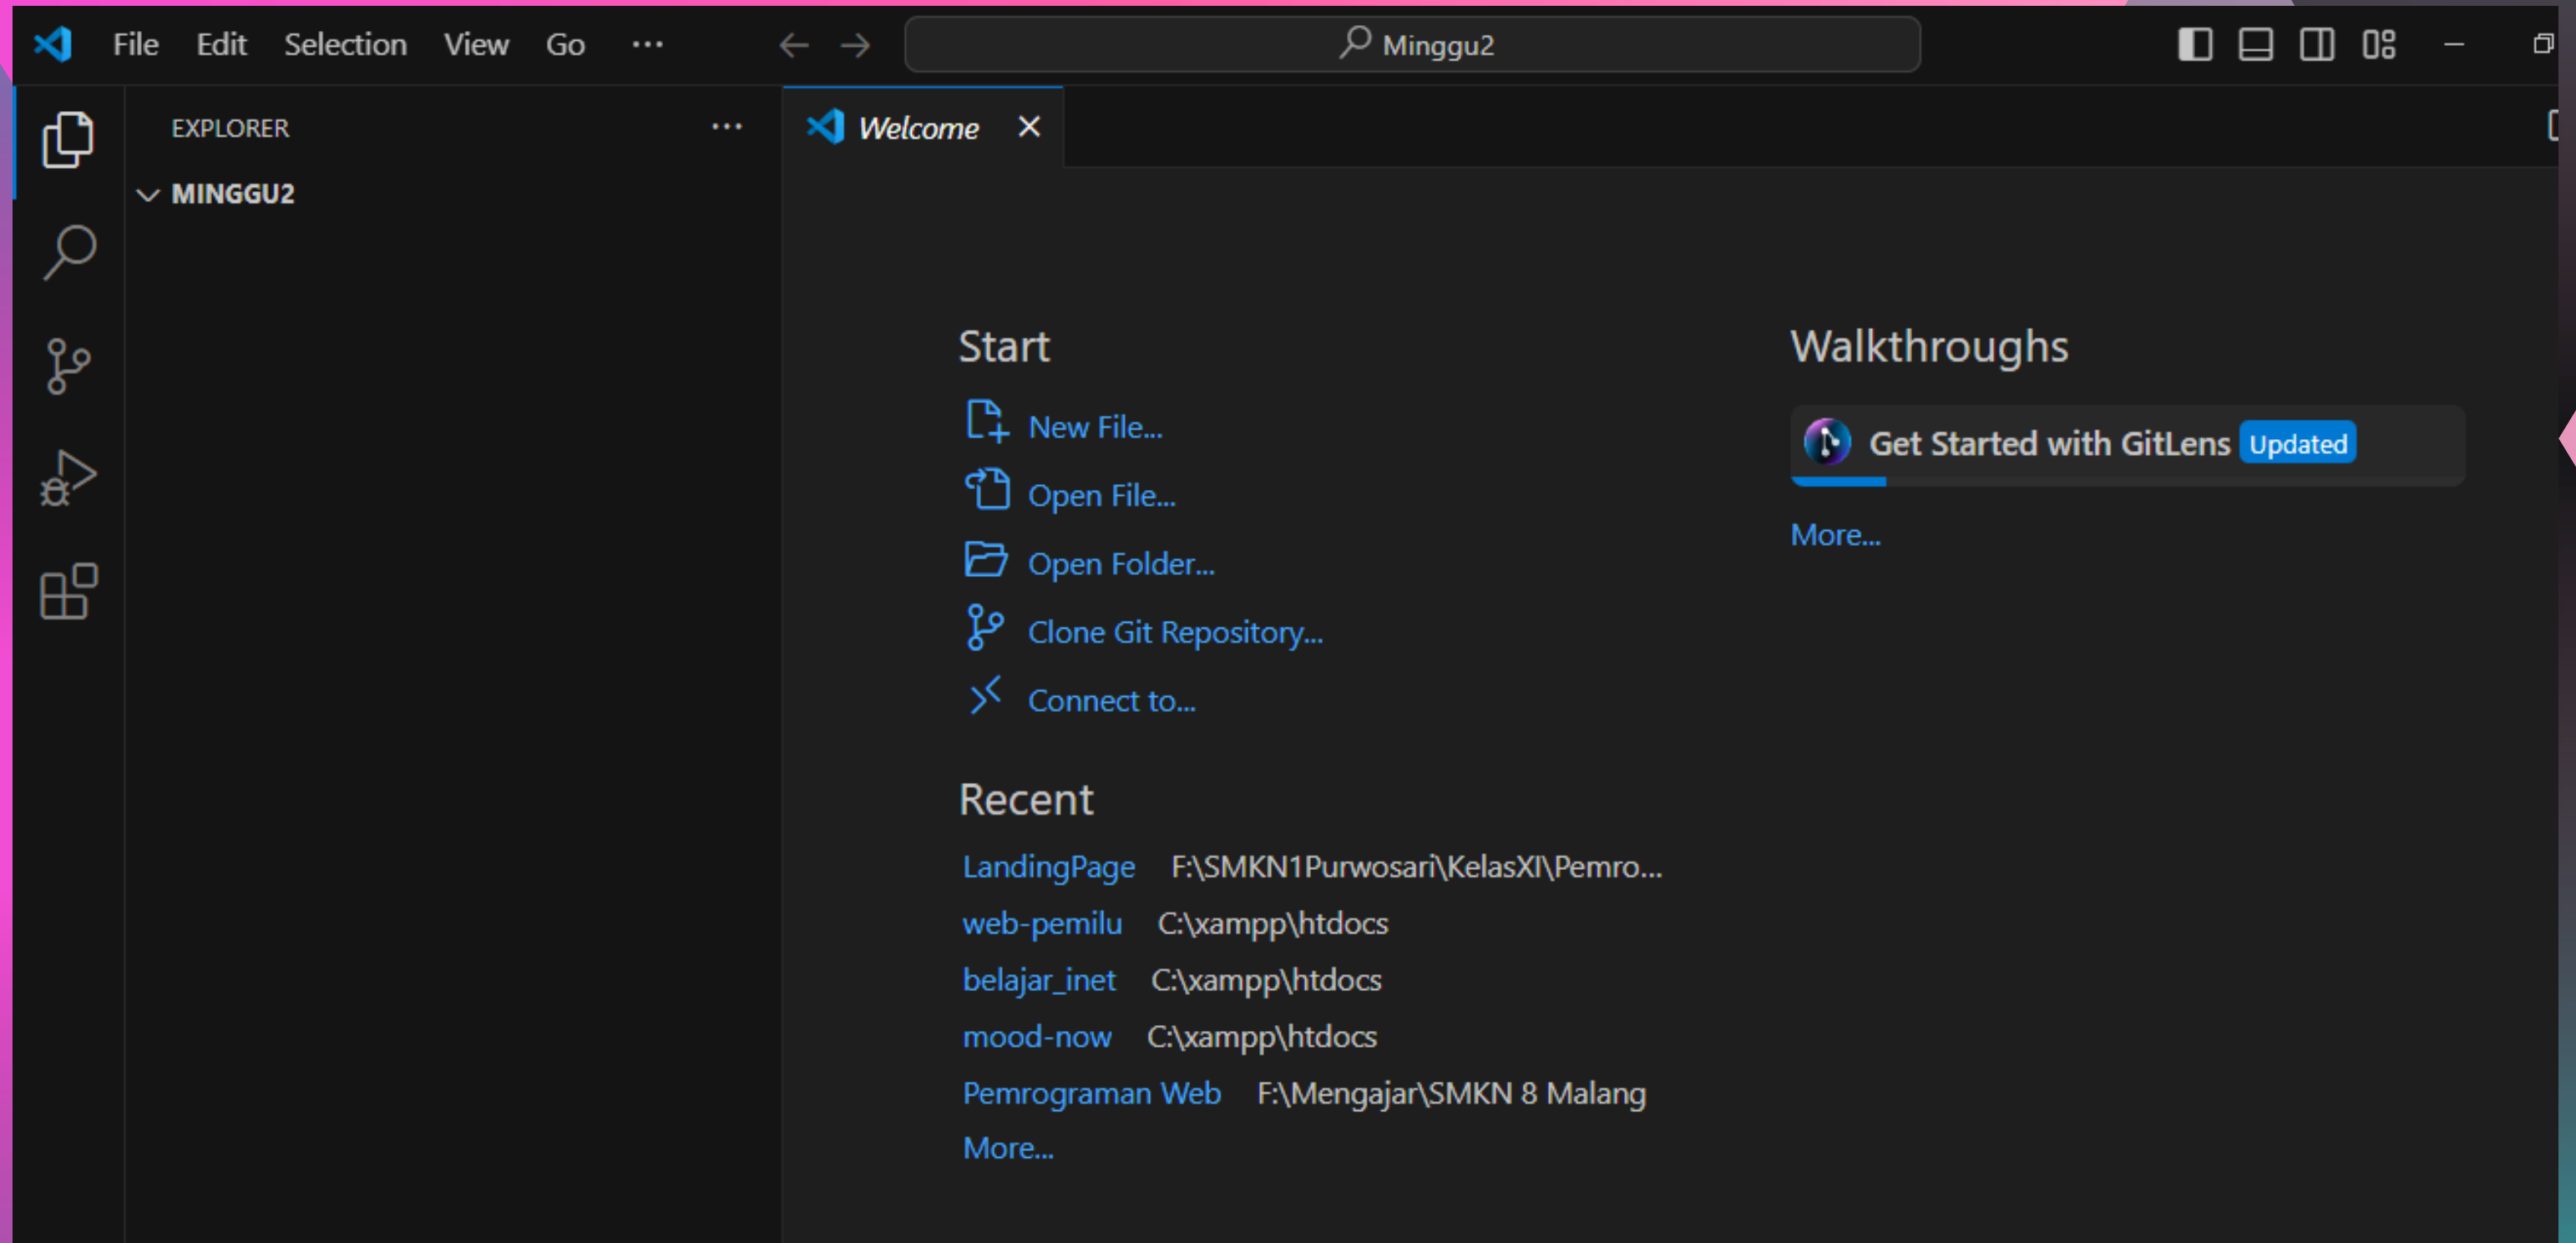 File Edit Selection View Go ··· Minggu2
EXPLORER ···
MINGGU2
Welcome
Start
New File...
Open File...
Open Folder...
Clone Git Repository...
Connect to...
Recent
LandingPage F:\SMKN1Purwosari\KelasXI\Pemro...
web-pemilu C:\xampp\htdocs
belajar_inet C:\xampp\htdocs
mood-now C:\xampp\htdocs
Pemrograman Web F:\Mengajar\SMKN 8 Malang
More...
Walkthroughs
Get Started with GitLens Updated
More...